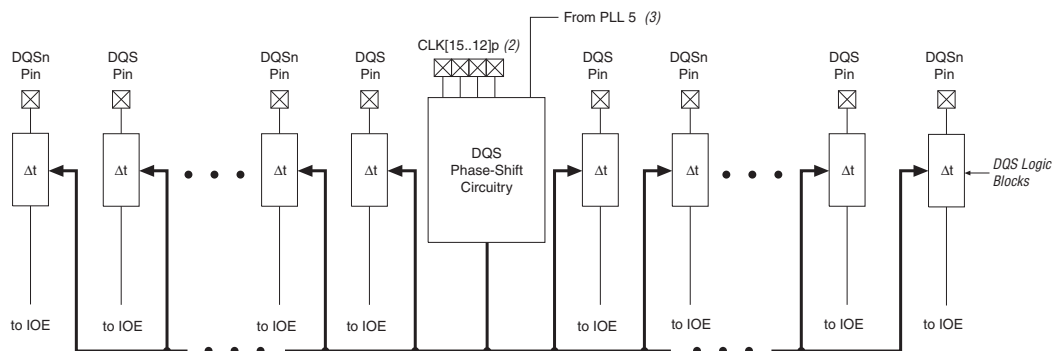 From PLL 5 (3)
CLK[15..12]p (2)
DQSn
Pin
DQS
Pin
DQSn
Pin
DQS
Pin
DQS
Pin
DQSn
Pin
DQS
Pin
DQSn
Pin
Δt
Δt
Δt
Δt
DQS
Phase-Shift
Circuitry
Δt
Δt
Δt
Δt
DQS Logic
Blocks
to IOE
to IOE
to IOE
to IOE
to IOE
to IOE
to IOE
to IOE